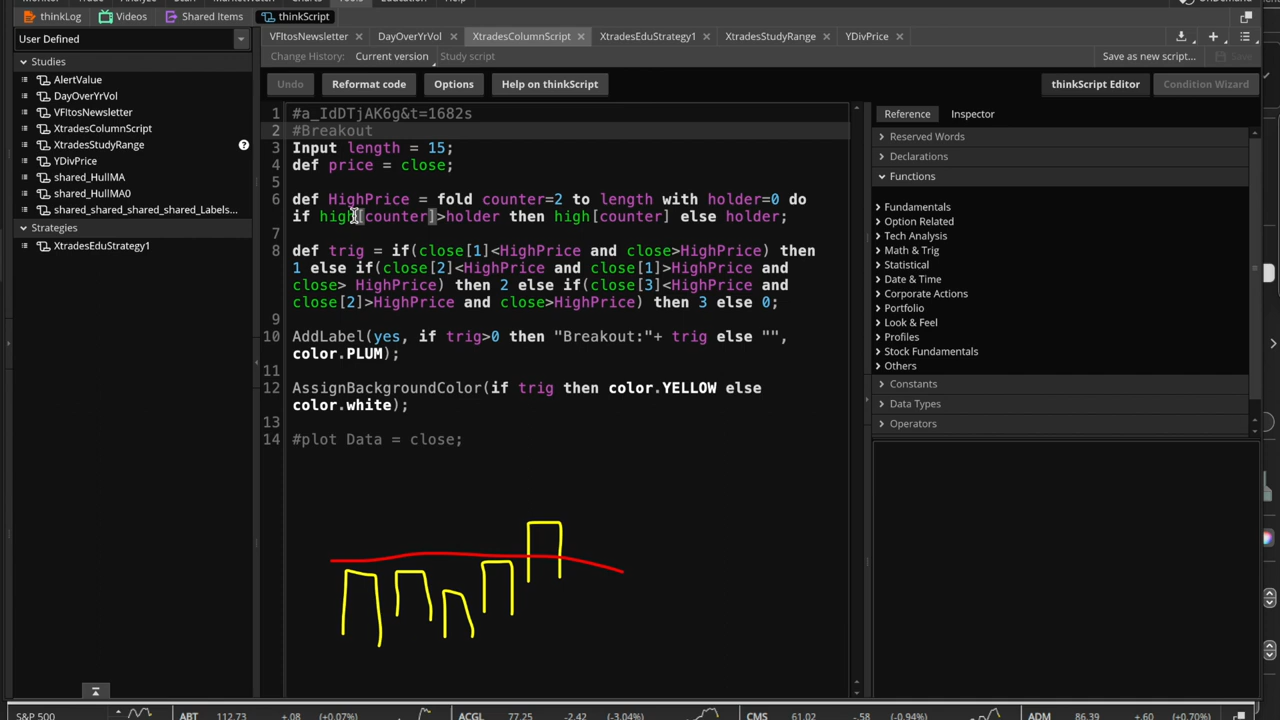 thinkLog Videos Shared Items thinkScript
User Defined
VFItosNewsletter DayOverYrVol XtradesColumnScript XtradesEduStrategy1 XtradesStudyRange YDivPrice
Change History: Current version Study script Save as new script... Save
Undo Reformat code Options Help on thinkScript thinkScript Editor Condition Wizard
Studies
AlertValue
DayOverYrVol
VFItosNewsletter
XtradesColumnScript
XtradesStudyRange
YDivPrice
shared_HullMA
shared_HullMA0
shared_shared_shared_shared_Labels...
Strategies
XtradesEduStrategy1
1 #a_IdDTjAK6g&t=1682s
2 #Breakout
3 Input length = 15;
4 def price = close;
5
6 def HighPrice = fold counter=2 to length with holder=0 do
if high[counter]>holder then high[counter] else holder;
7
8 def trig = if(close[1]<HighPrice and close>HighPrice) then
1 else if(close[2]<HighPrice and close[1]>HighPrice and
close> HighPrice) then 2 else if(close[3]<HighPrice and
close[2]>HighPrice and close>HighPrice) then 3 else 0;
9
10 AddLabel(yes, if trig>0 then "Breakout:"+ trig else "",
color.PLUM);
11
12 AssignBackgroundColor(if trig then color.YELLOW else
color.white);
13
14 #plot Data = close;
Reference Inspector
Reserved Words
Declarations
Functions
Fundamentals
Option Related
Tech Analysis
Math & Trig
Statistical
Date & Time
Corporate Actions
Portfolio
Look & Feel
Profiles
Stock Fundamentals
Others
Constants
Data Types
Operators
S&P 500 ABT 112.73 +.08 (+0.07%) ACGL 77.25 -2.42 (-3.04%) CMS 61.02 -.58 (-0.94%) ADM 86.39 +.60 (+0.70%)